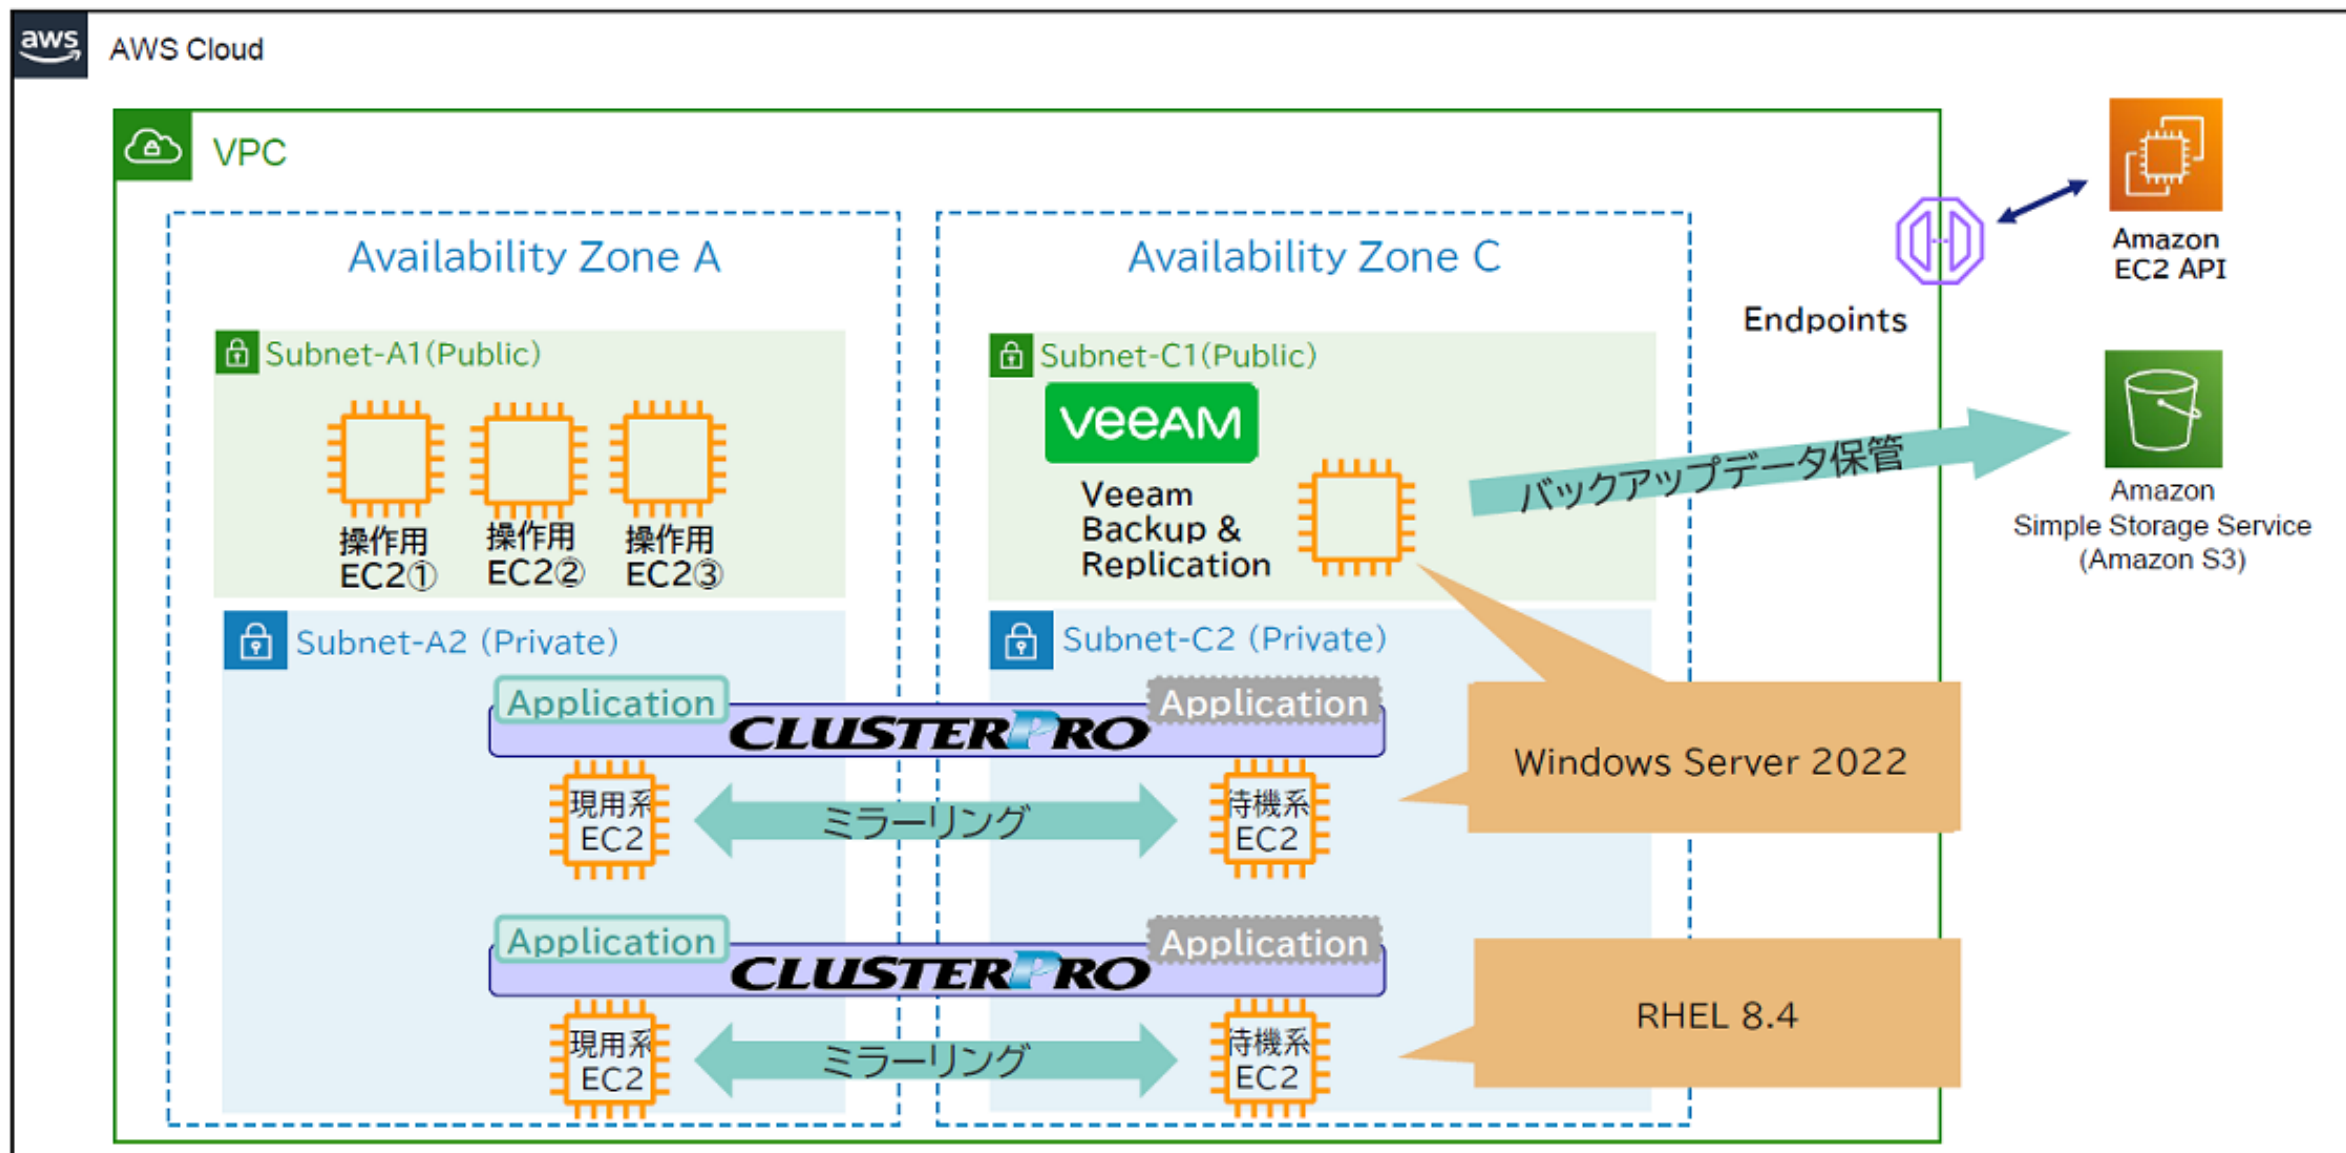 aws
AWS Cloud
VPC
Availability Zone A
Availability Zone C
Subnet-A1(Public)
操作用
EC2①
操作用
EC2②
操作用
EC2③
Subnet-C1(Public)
veeAM
Veeam
Backup &
Replication
バックアップデータ保管
Endpoints
Amazon
EC2 API
Amazon
Simple Storage Service
(Amazon S3)
Subnet-A2 (Private)
Subnet-C2 (Private)
Application
CLUSTERPRO
Application
現用系
EC2
ミラーリング
待機系
EC2
Windows Server 2022
Application
CLUSTERPRO
Application
現用系
EC2
ミラーリング
待機系
EC2
RHEL 8.4